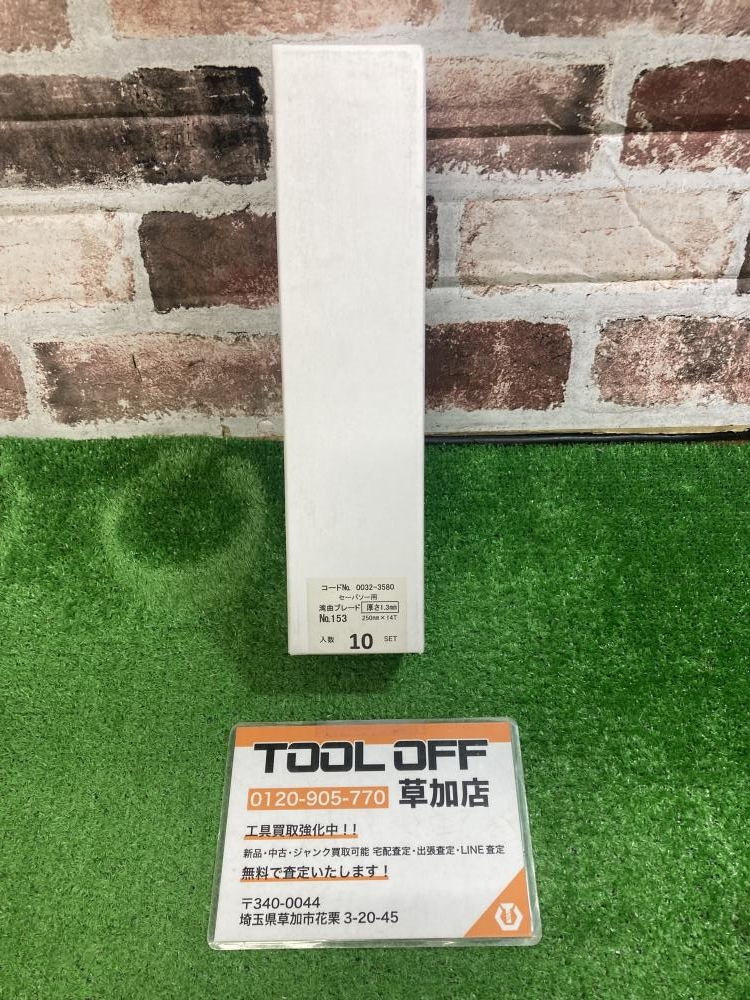 コードNo. 0032-3580
セーバソー用
湾曲ブレード 厚さ1.3mm
No.153 250mm×14T
入数 10 SET
TOOL OFF
0120-905-770 草加店
工具買取強化中!!
新品・中古・ジャンク買取可能 宅配査定・出張査定・LINE査定
無料で査定いたします!
〒340-0044
埼玉県草加市花栗 3-20-45